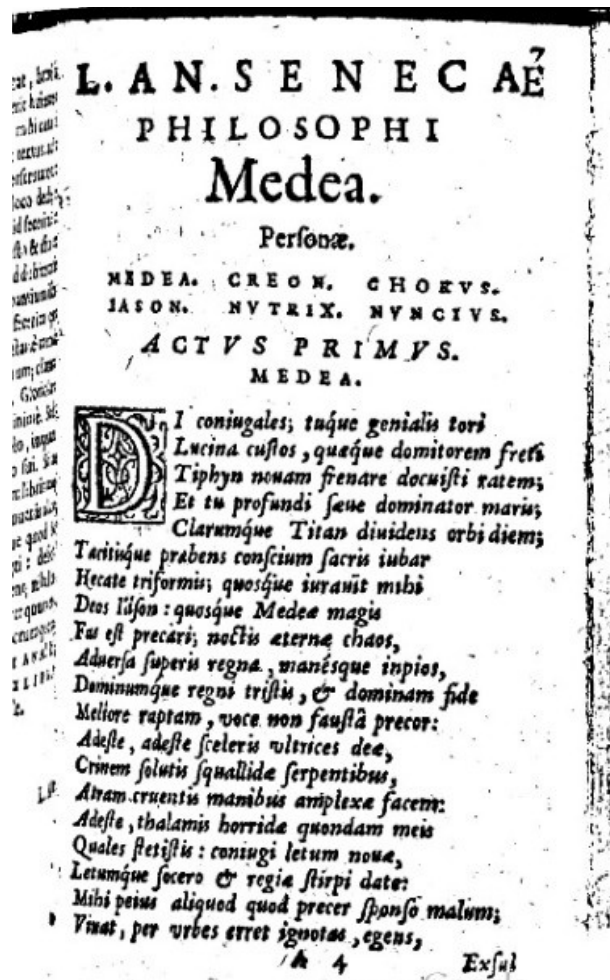 7
L. AN. SENECAE
PHILOSOPHI
Medea.
Perſonæ.
MEDEA. CREON. CHORVS.
IASON. NVTRIX. NVNCIVS.
ACTVS PRIMVS.
MEDEA.
DI coniugales; tuque genialis tori
Lucina cuſtos, quæque domitorem freti
Tiphyn nouam frenare docuiſti ratem;
Et tu profundi ſæue dominator maris;
Clarumque Titan diuidens orbi diem;
Tacitiſque præbens conſcium ſacris iubar
Hecate triformis; quoſque iurauit mihi
Deos Iaſon: quoſque Medeæ magis
Fas eſt precari; noctis æternæ chaos,
Aduerſa ſuperis regna, maneſque inpios,
Dominumque regni triſtis, & dominam fide
Meliore raptam, voce non fauſtâ precor:
Adeſte, adeſte ſceleris vltrices deæ,
Crinem ſolutis ſquallidæ ſerpentibus,
Atram cruentis manibus amplexæ facem:
Adeſte, thalamis horridæ quondam meis
Quales ſtetiſtis: coniugi letum nouæ,
Letumque ſocero & regiæ ſtirpi date:
Mihi peius aliquod quod precer ſponſo malum;
Viuat, per vrbes erret ignotas, egens,
A 4 Exſul